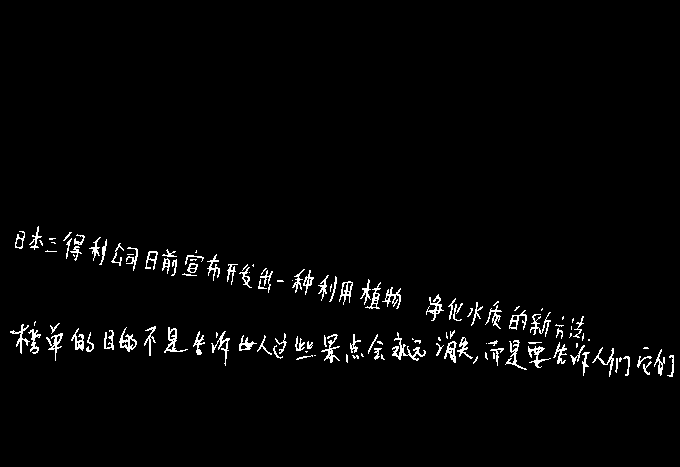 日本三得利公司日前宣布开发出一种利用植物 净化水质的新方法.
榜单的目的不是告诉世人这些景点会永远消失,而是要告诉人们它们